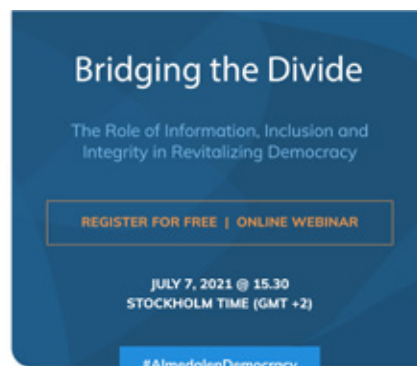 Bridging the Divide
The Role of Information, Inclusion and
Integrity in Revitalizing Democracy
REGISTER FOR FREE | ONLINE WEBINAR
JULY 7, 2021 @ 15.30
STOCKHOLM TIME (GMT +2)
#AlmedalenDemocracy